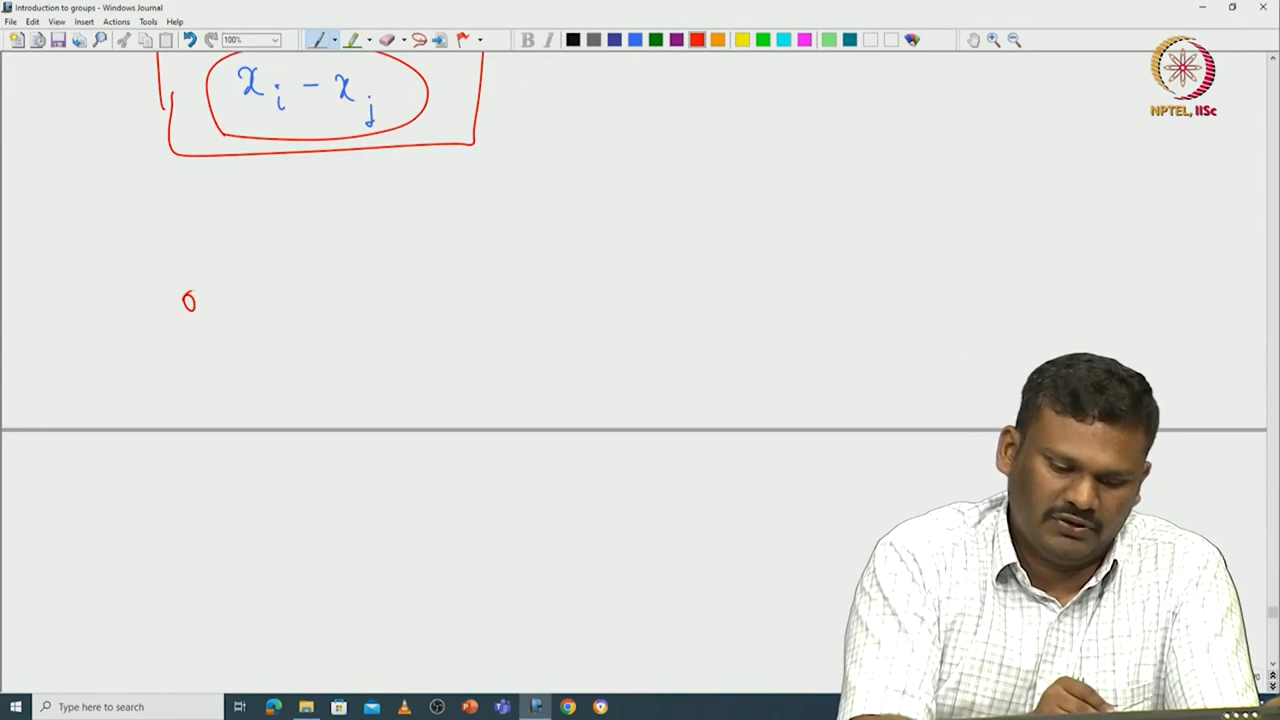 Introduction to groups - Windows Journal
File Edit View Insert Actions Tools Help
100%
B I
x_i - x_j
NPTEL, IISc
0
Type here to search